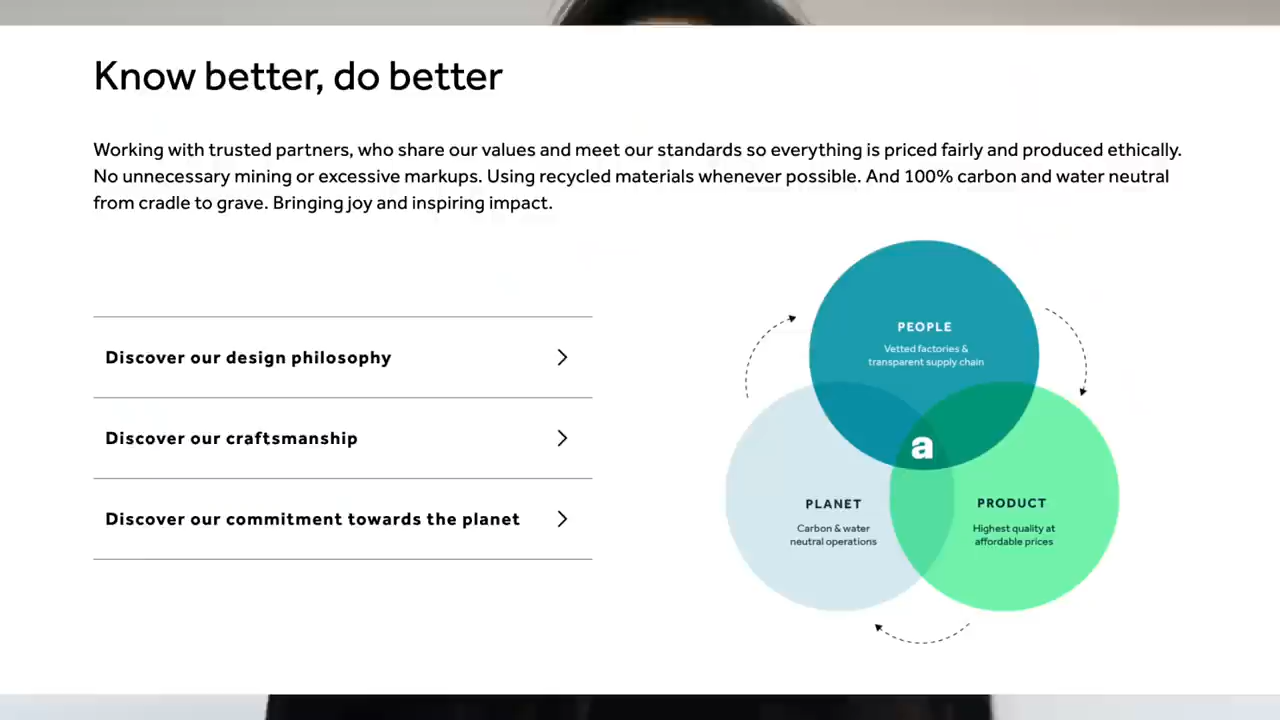 Know better, do better
Working with trusted partners, who share our values and meet our standards so everything is priced fairly and produced ethically.
No unnecessary mining or excessive markups. Using recycled materials whenever possible. And 100% carbon and water neutral
from cradle to grave. Bringing joy and inspiring impact.
Discover our design philosophy
Discover our craftsmanship
Discover our commitment towards the planet
PEOPLE
Vetted factories &
transparent supply chain
a
PLANET
Carbon & water
neutral operations
PRODUCT
Highest quality at
affordable prices